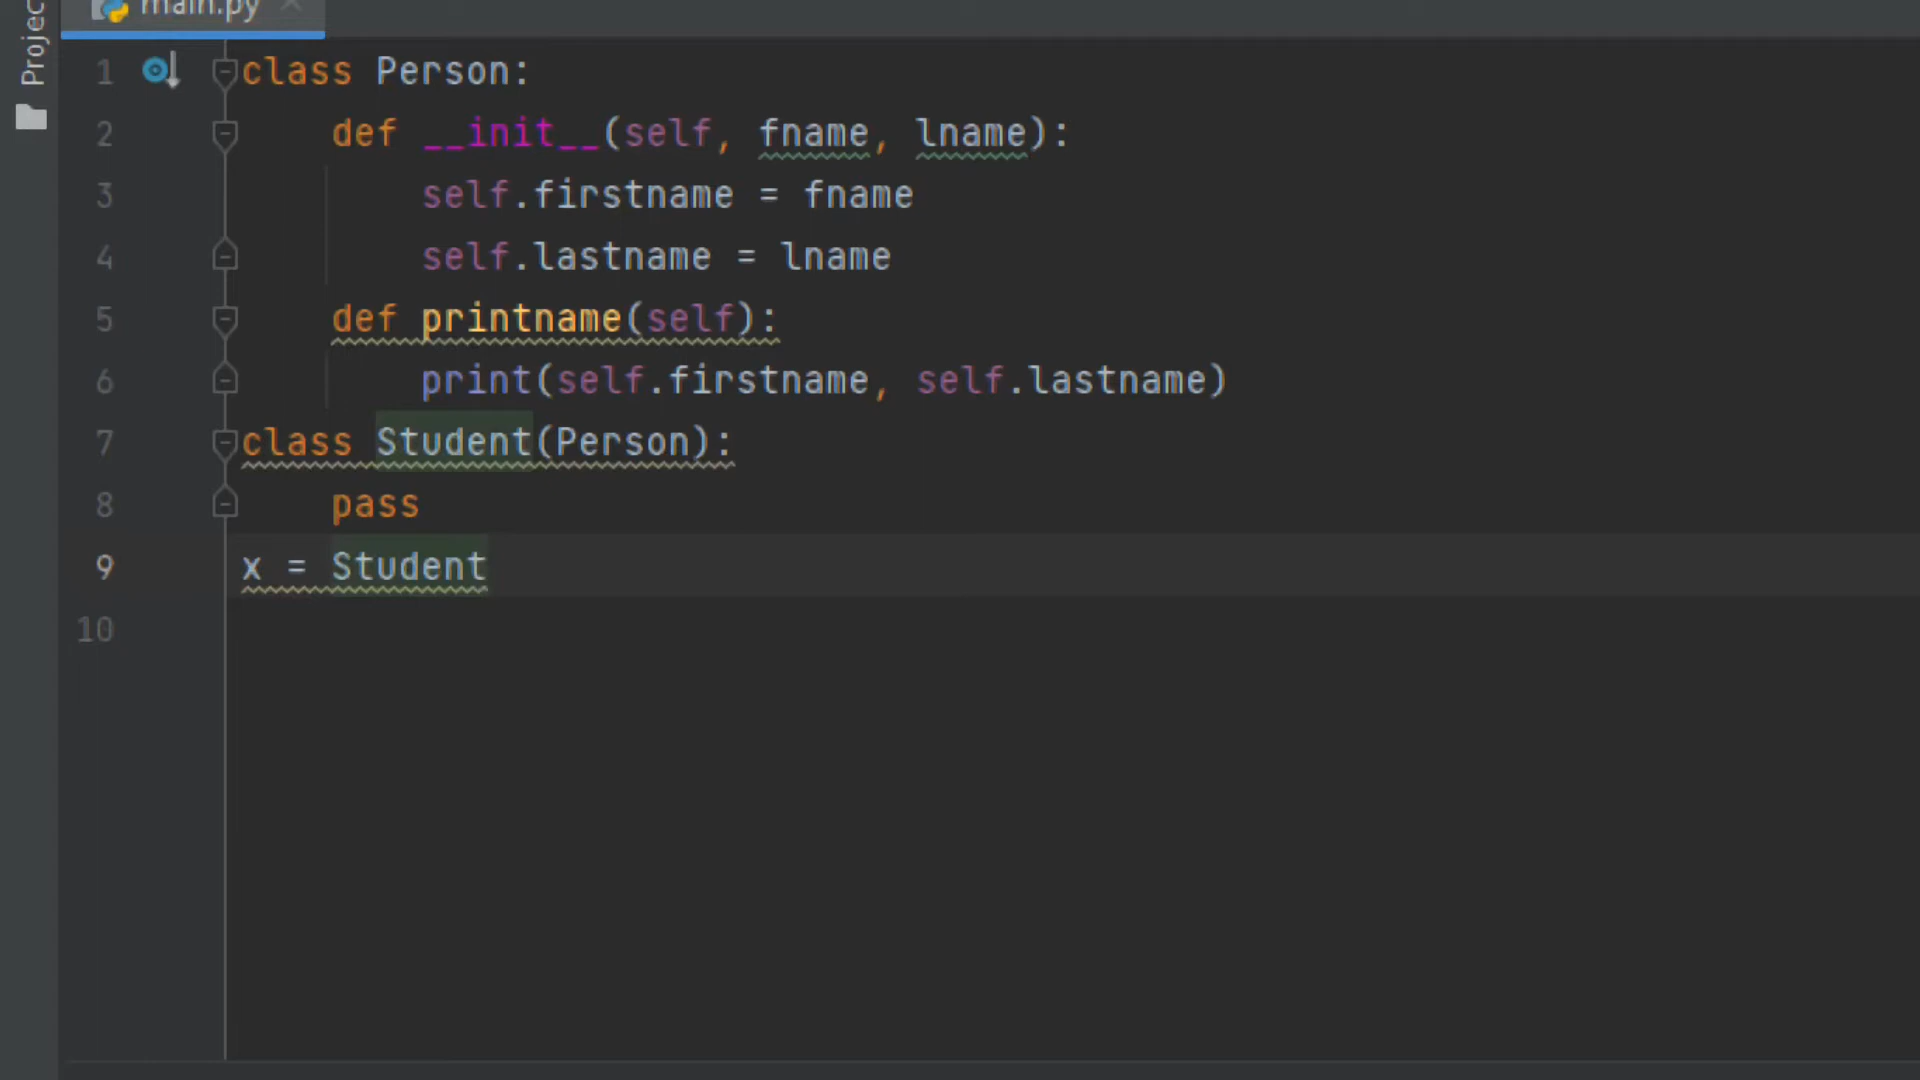 main.py
Projec
1 class Person:
2     def __init__(self, fname, lname):
3         self.firstname = fname
4         self.lastname = lname
5     def printname(self):
6         print(self.firstname, self.lastname)
7 class Student(Person):
8     pass
9 x = Student
10